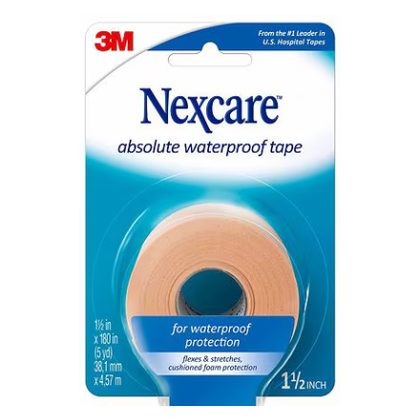 3M
From the #1 Leader in
U.S. Hospital Tapes
Nexcare™
absolute waterproof tape
for waterproof
protection
flexes & stretches,
cushioned foam protection
1½ in
x 180 in
(5 yd)
38,1 mm
x 4,57 m
1½ INCH